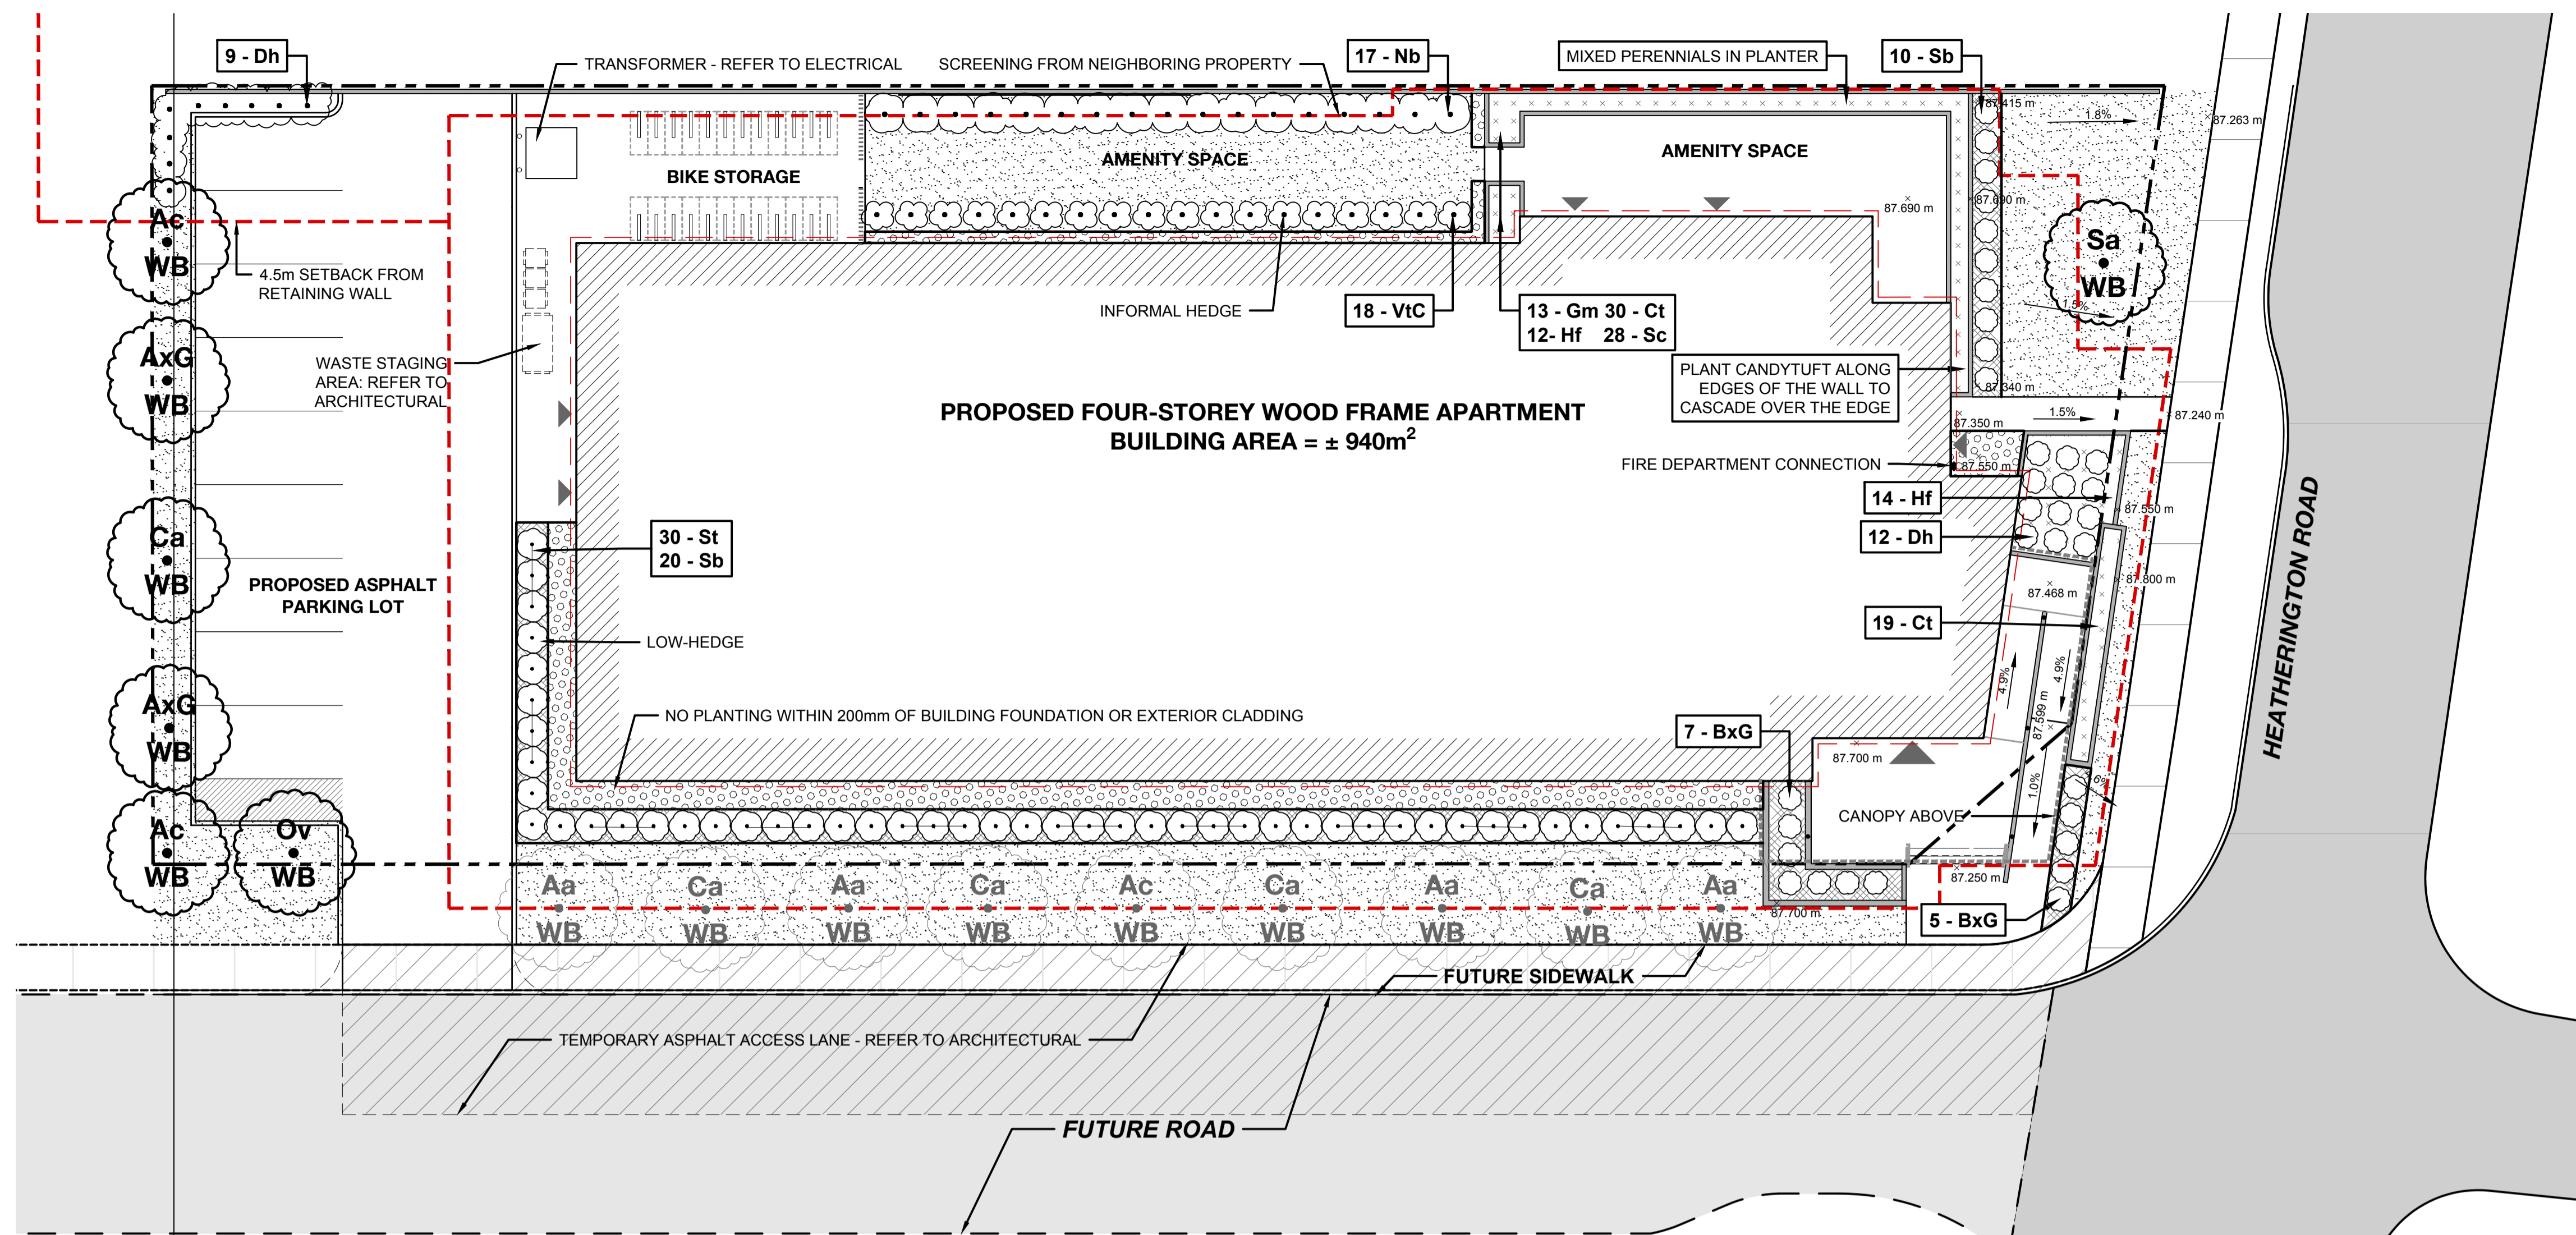 9 - Dh
TRANSFORMER - REFER TO ELECTRICAL
SCREENING FROM NEIGHBORING PROPERTY
17 - Nb
MIXED PERENNIALS IN PLANTER
10 - Sb
87.415 m
1.8%
87.263 m
AMENITY SPACE
AMENITY SPACE
BIKE STORAGE
87.690 m
87.690 m
Ac
WB
Sa
WB
4.5m SETBACK FROM
RETAINING WALL
1.5%
INFORMAL HEDGE
18 - VtC
13 - Gm 30 - Ct
12- Hf 28 - Sc
AxG
WB
WASTE STAGING
AREA: REFER TO
ARCHITECTURAL
PLANT CANDYTUFT ALONG
EDGES OF THE WALL TO
CASCADE OVER THE EDGE
87.340 m
PROPOSED FOUR-STOREY WOOD FRAME APARTMENT
BUILDING AREA = ± 940m²
1.5%
87.240 m
87.350 m
FIRE DEPARTMENT CONNECTION
87.550 m
14 - Hf
87.550 m
12 - Dh
Ca
WB
30 - St
20 - Sb
PROPOSED ASPHALT
PARKING LOT
87.800 m
87.468 m
19 - Ct
HEATHERINGTON ROAD
LOW-HEDGE
4.9%
4.9%
87.599 m
AxG
WB
NO PLANTING WITHIN 200mm OF BUILDING FOUNDATION OR EXTERIOR CLADDING
7 - BxG
87.700 m
1.0%
CANOPY ABOVE
Ac
WB
Ov
WB
87.250 m
Aa
WB
Ca
WB
Aa
WB
Ca
WB
Ac
WB
Ca
WB
Aa
WB
Ca
WB
Aa
WB
87.700 m
5 - BxG
FUTURE SIDEWALK
TEMPORARY ASPHALT ACCESS LANE - REFER TO ARCHITECTURAL
FUTURE ROAD